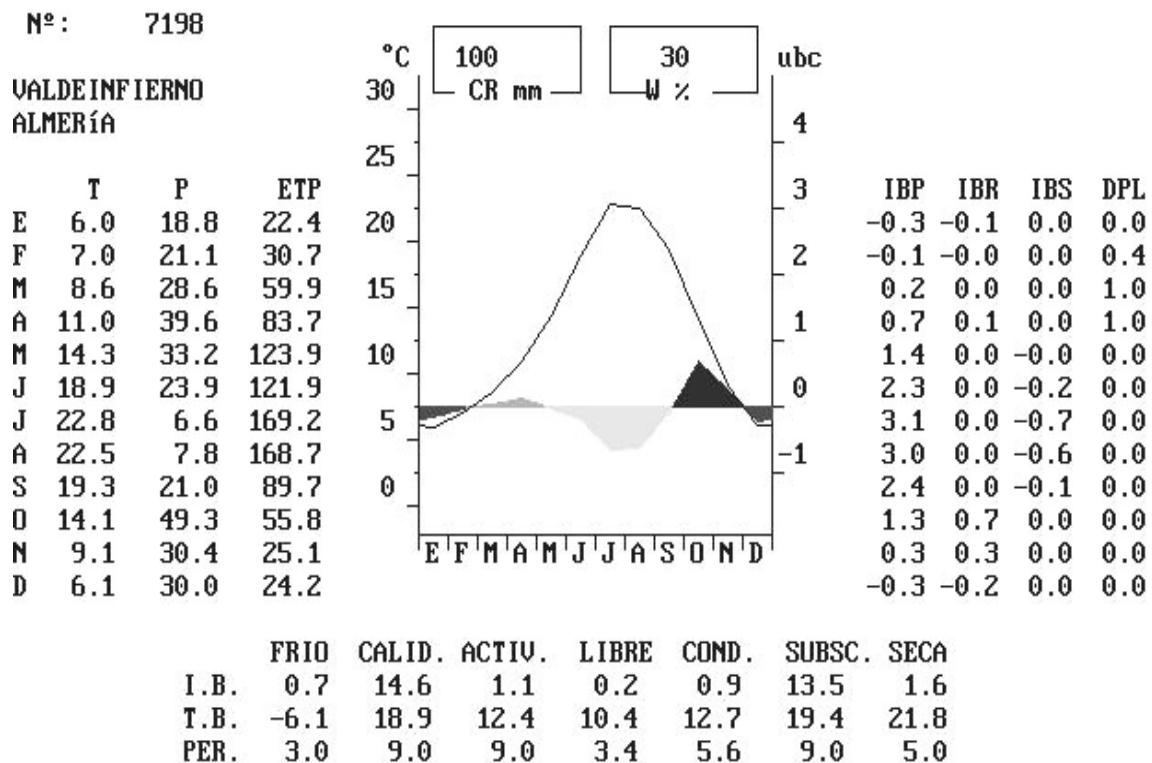 Nº: 7198
VALDEINFIERNO
ALMERíA
°C 100 30 ubc
CR mm W %
30
4
25
3
20
2
15
1
10
0
5
-1
0
E F M A M J J A S O N D
T P ETP
E 6.0 18.8 22.4
F 7.0 21.1 30.7
M 8.6 28.6 59.9
A 11.0 39.6 83.7
M 14.3 33.2 123.9
J 18.9 23.9 121.9
J 22.8 6.6 169.2
A 22.5 7.8 168.7
S 19.3 21.0 89.7
O 14.1 49.3 55.8
N 9.1 30.4 25.1
D 6.1 30.0 24.2
IBP IBR IBS DPL
-0.3 -0.1 0.0 0.0
-0.1 -0.0 0.0 0.4
0.2 0.0 0.0 1.0
0.7 0.1 0.0 1.0
1.4 0.0 -0.0 0.0
2.3 0.0 -0.2 0.0
3.1 0.0 -0.7 0.0
3.0 0.0 -0.6 0.0
2.4 0.0 -0.1 0.0
1.3 0.7 0.0 0.0
0.3 0.3 0.0 0.0
-0.3 -0.2 0.0 0.0
FRIO CALID. ACTIV. LIBRE COND. SUBSC. SECA
I.B. 0.7 14.6 1.1 0.2 0.9 13.5 1.6
T.B. -6.1 18.9 12.4 10.4 12.7 19.4 21.8
PER. 3.0 9.0 9.0 3.4 5.6 9.0 5.0